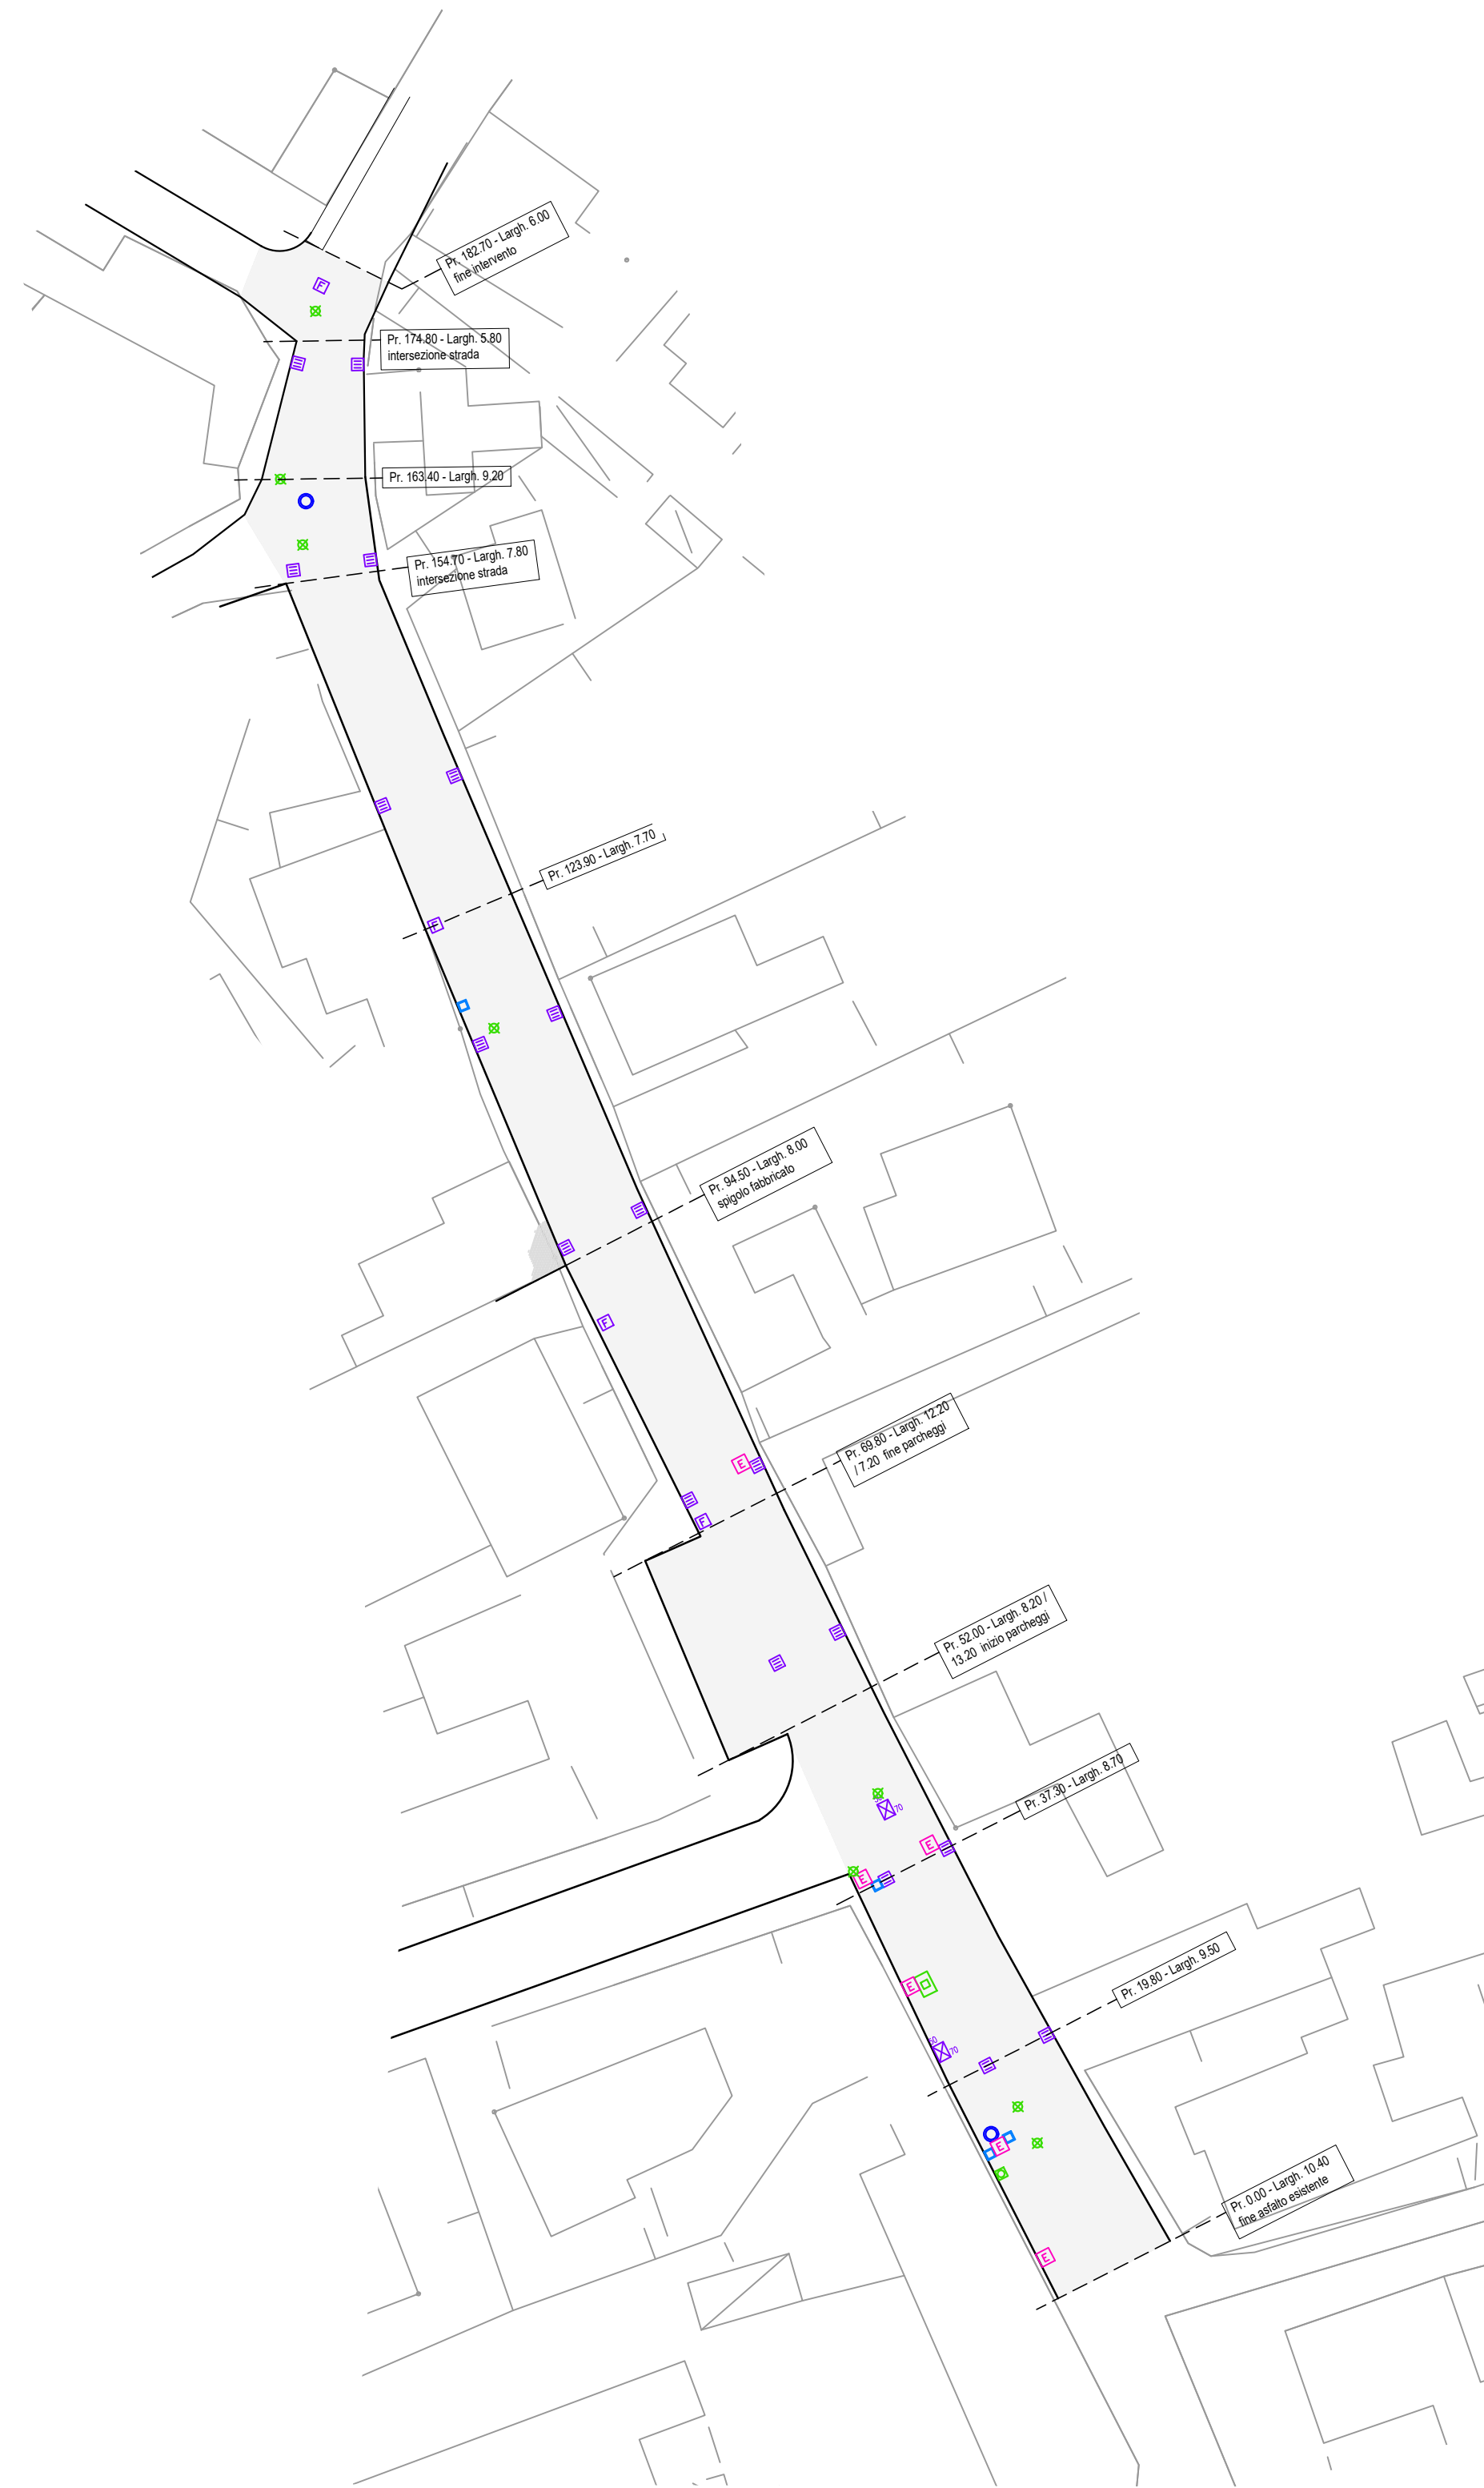 Pr. 182.70 - Largh. 6.00
fine intervento
F
Pr. 174.80 - Largh. 5.80
intersezione strada
Pr. 163.40 - Largh. 9.20
Pr. 154.70 - Largh. 7.80
intersezione strada
Pr. 123.90 - Largh. 7.70
F
Pr. 94.50 - Largh. 8.00
spigolo fabbricato
F
Pr. 69.80 - Largh. 12.20
/ 7.20 fine parcheggi
E
F
Pr. 52.00 - Largh. 8.20 /
13.20 inizio parcheggi
Pr. 37.30 - Largh. 8.70
70
E
E
Pr. 19.80 - Largh. 9.50
E
70
E
Pr. 0.00 - Largh. 10.40
fine asfalto esistente
E